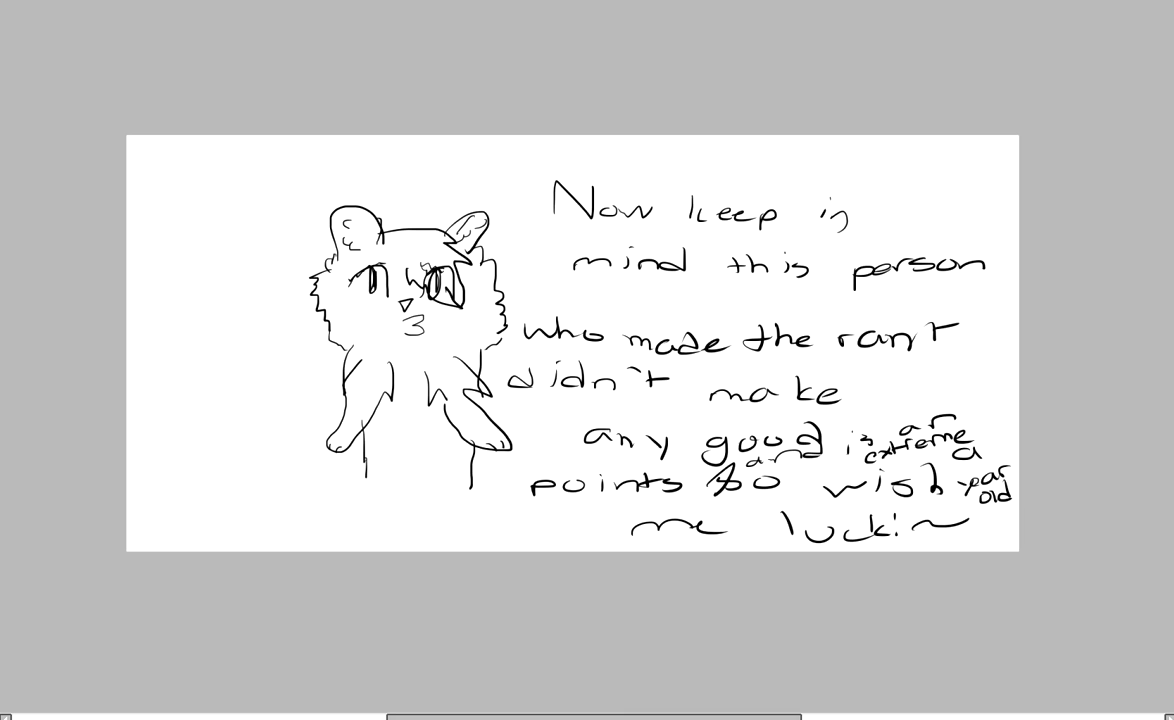 Now keep in
mind this person
who made the rant
didn't make
any good is an extreme a
points and so wish year old
me luck! ~